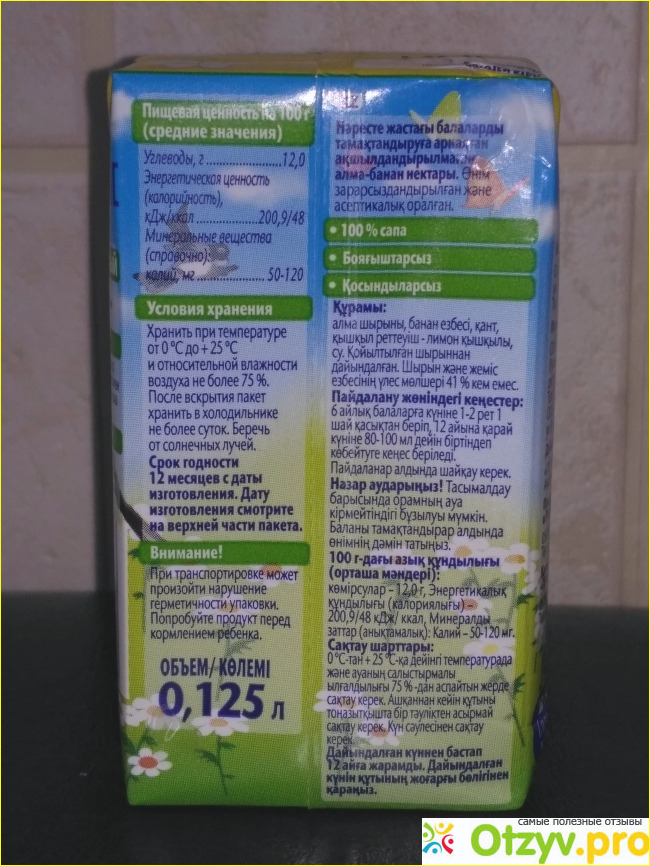 Пищевая ценность на 100 г
(средние значения)
Углеводы, г ........................12,0
Энергетическая ценность
(калорийность),
кДж/ккал ....................200,9/48
Минеральные вещества
(справочно):
калий, мг ......................50-120
Условия хранения
Хранить при температуре
от 0 °С до + 25 °С
и относительной влажности
воздуха не более 75 %.
После вскрытия пакет
хранить в холодильнике
не более суток. Беречь
от солнечных лучей.
Срок годности
12 месяцев с даты
изготовления. Дату
изготовления смотрите
на верхней части пакета.
Внимание!
При транспортировке может
произойти нарушение
герметичности упаковки.
Попробуйте продукт перед
кормлением ребенка.
ОБЪЕМ/КӨЛЕМІ
0,125 л
kz
Нәресте жастағы балаларды
тамақтандыруға арналған
ақшылдандырылмаған
алма-банан нектары. Өнім
зарарсыздандырылған және
асептикалық оралған.
• 100 % сапа
• Бояғыштарсыз
• Қосындыларсыз
Құрамы:
алма шырыны, банан езбесі, қант,
қышқыл реттеуіш - лимон қышқылы,
су. Қойылтылған шырыннан
дайындалған. Шырын және жеміс
езбесінің үлес мөлшері 41 % кем емес.
Пайдалану жөніндегі кеңестер:
6 айлық балаларға күніне 1-2 рет 1
шай қасықтан беріп, 12 айына қарай
күніне 80-100 мл дейін біртіндеп
көбейтуге кеңес беріледі.
Пайдаланар алдында шайқау керек.
Назар аударыңыз! Тасымалдау
барысында орамның ауа
кірмейтіндігі бұзылуы мүмкін.
Баланы тамақтандырар алдында
өнімнің дәмін татыңыз.
100 г-дағы азық құндылығы
(орташа мәндері):
көмірсулар – 12,0 г, Энергетикалық
құндылығы (калориялығы) –
200,9/48 кДж/ ккал, Минералды
заттар (анықтамалық): Калий – 50-120 мг.
Сақтау шарттары:
0 °С-тан + 25 °С-қа дейінгі температурада
және ауаның салыстырмалы
ылғалдылығы 75 % -дан аспайтын жерде
сақтау керек. Ашқаннан кейін құтыны
тоңазытқышта бір тәуліктен асырмай
сақтау керек. Күн сәулесінен сақтау
керек.
Дайындалған күннен бастап
12 айға жарамды. Дайындалған
күнін құтының жоғарғы бөлігінен
қараңыз.
самые полезные отзывы
Otzyv.pro